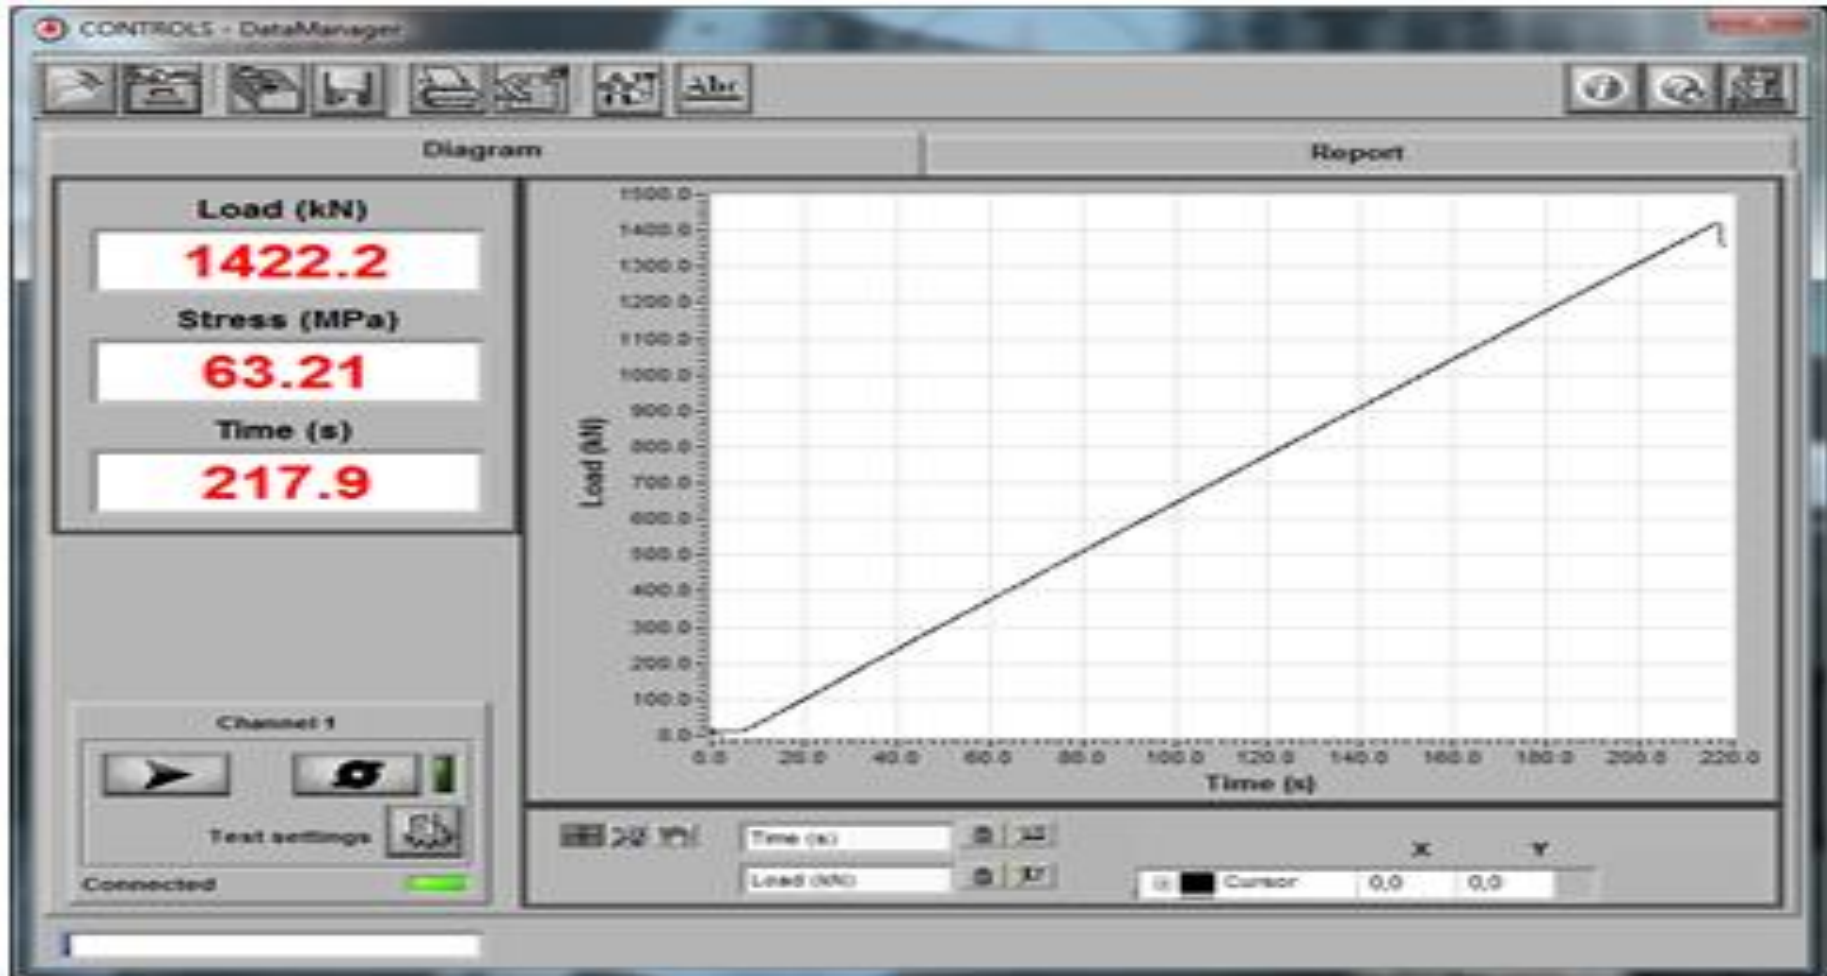 CONTROLS - DataManager
Abc
Diagram
Report
Load (kN)
1422.2
Stress (MPa)
63.21
Time (s)
217.9
Channel 1
Test settings
Connected
Load (kN)
1500.0
1400.0
1300.0
1200.0
1100.0
1000.0
900.0
800.0
700.0
600.0
500.0
400.0
300.0
200.0
100.0
0.0
0.0 20.0 40.0 60.0 80.0 100.0 120.0 140.0 160.0 180.0 200.0 220.0
Time (s)
Time (s)
Load (kN)
X Y
Cursor 0,0 0,0